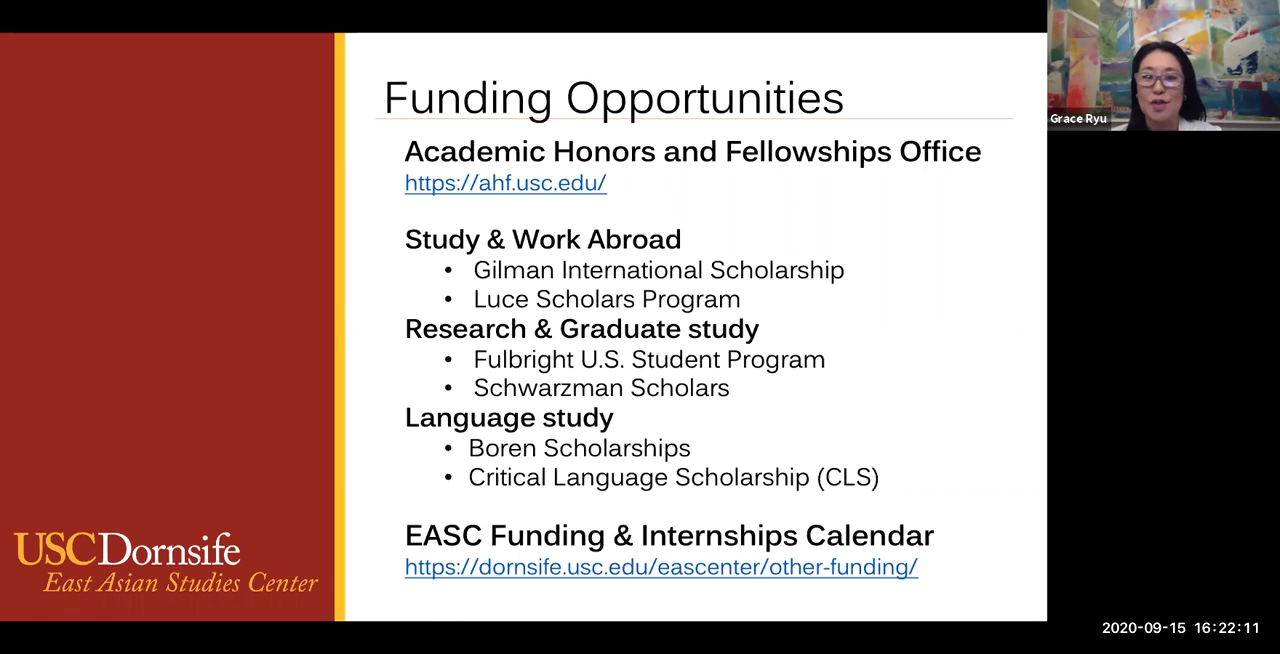 Funding Opportunities
Academic Honors and Fellowships Office
https://ahf.usc.edu/
Study & Work Abroad
• Gilman International Scholarship
• Luce Scholars Program
Research & Graduate study
• Fulbright U.S. Student Program
• Schwarzman Scholars
Language study
• Boren Scholarships
• Critical Language Scholarship (CLS)
EASC Funding & Internships Calendar
https://dornsife.usc.edu/eascenter/other-funding/
USCDornsife
East Asian Studies Center
Grace Ryu
2020-09-15 16:22:11